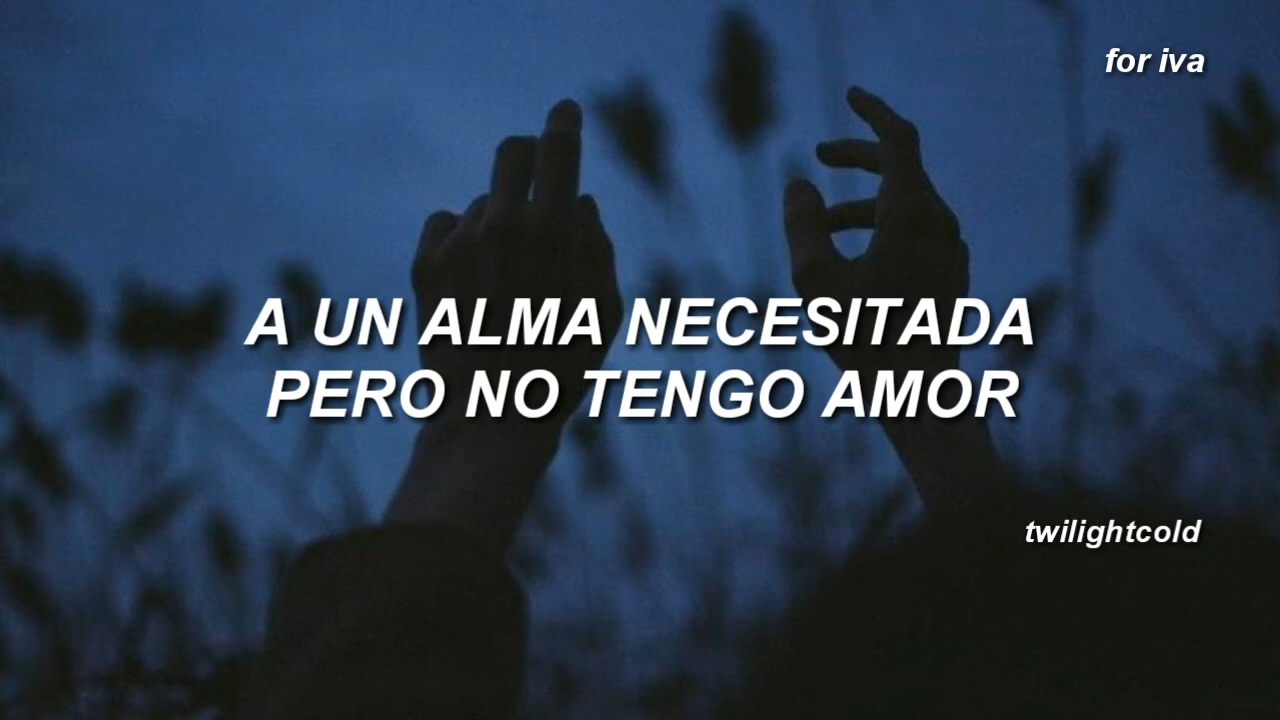 for iva
A UN ALMA NECESITADA
PERO NO TENGO AMOR
twilightcold